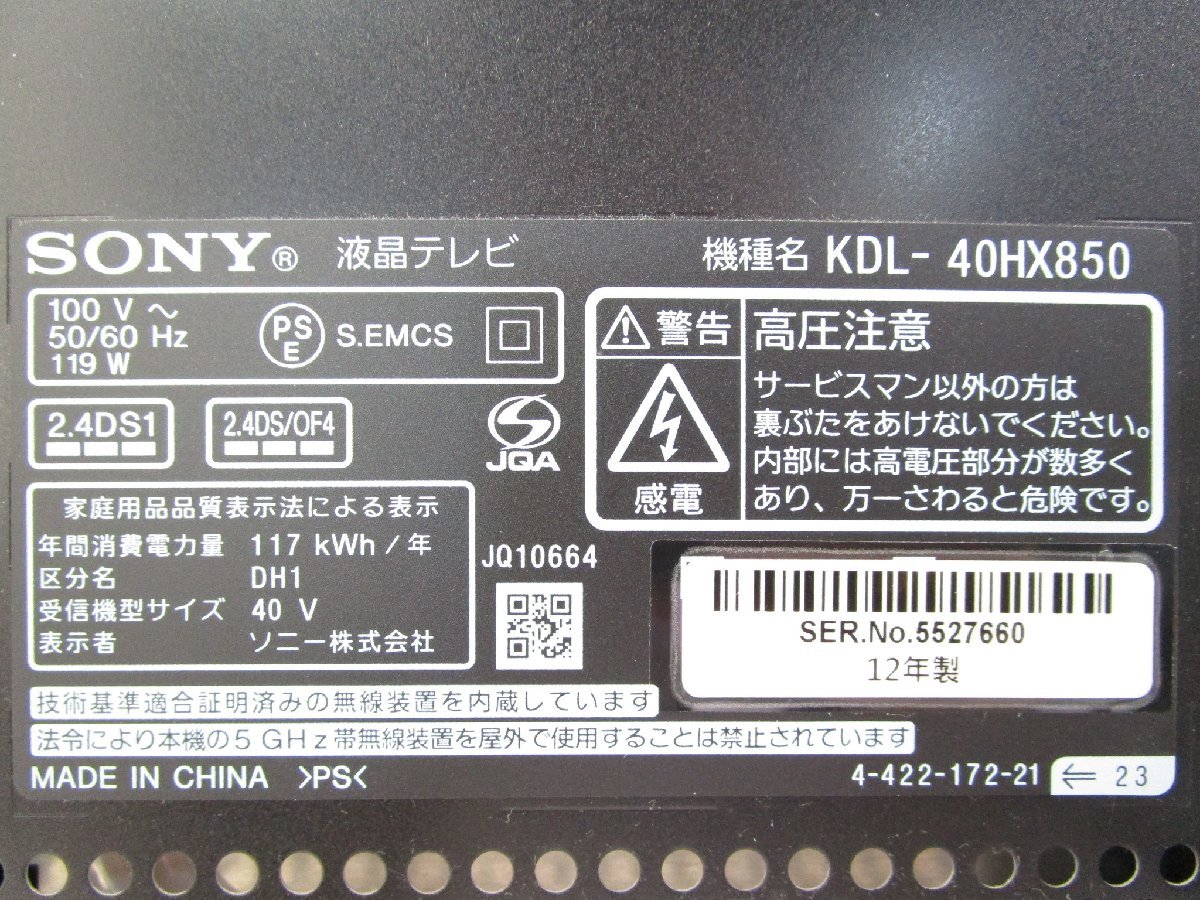 SONY® 液晶テレビ
機種名 KDL- 40HX850
100 V ～
50/60 Hz
119 W
PS
E
S.EMCS
2.4DS1
2.4DS/OF4
JQA
警告
高圧注意
感電
サービスマン以外の方は
裏ぶたをあけないでください。
内部には高電圧部分が数多く
あり、万一さわると危険です。
家庭用品品質表示法による表示
年間消費電力量 117 kWh/年
区分名 DH1
受信機型サイズ 40 V
表示者 ソニー株式会社
JQ10664
SER.No.5527660
12年製
技術基準適合証明済みの無線装置を内蔵しています
法令により本機の5GHz帯無線装置を屋外で使用することは禁止されています
MADE IN CHINA >PS<
4-422-172-21
⇐ 23